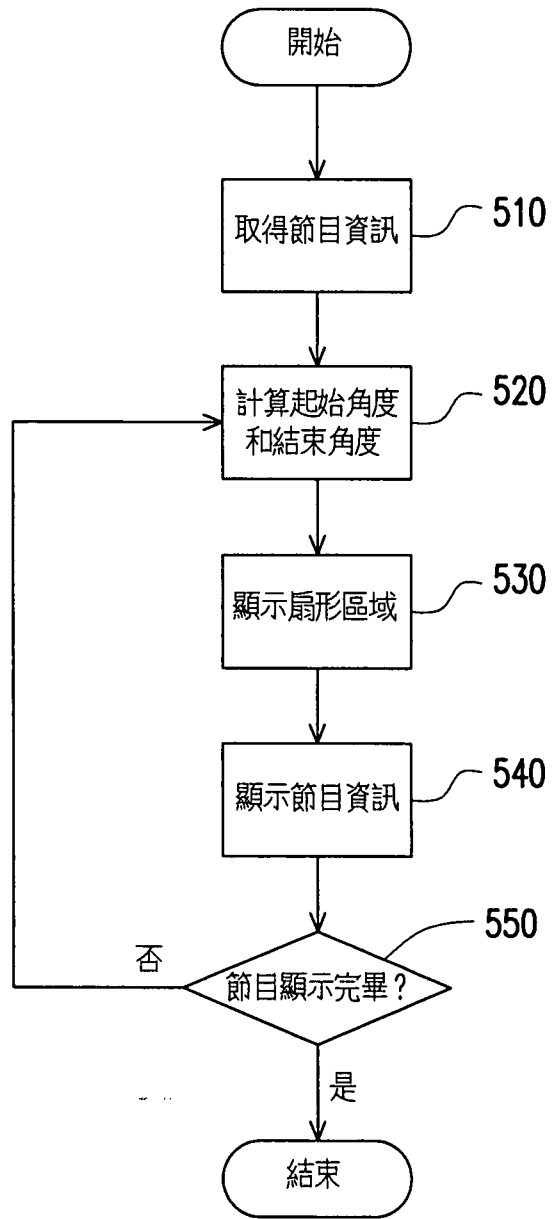 開始
取得節目資訊
510
計算起始角度
和結束角度
520
顯示扇形區域
530
顯示節目資訊
540
550
否
節目顯示完畢?
是
結束